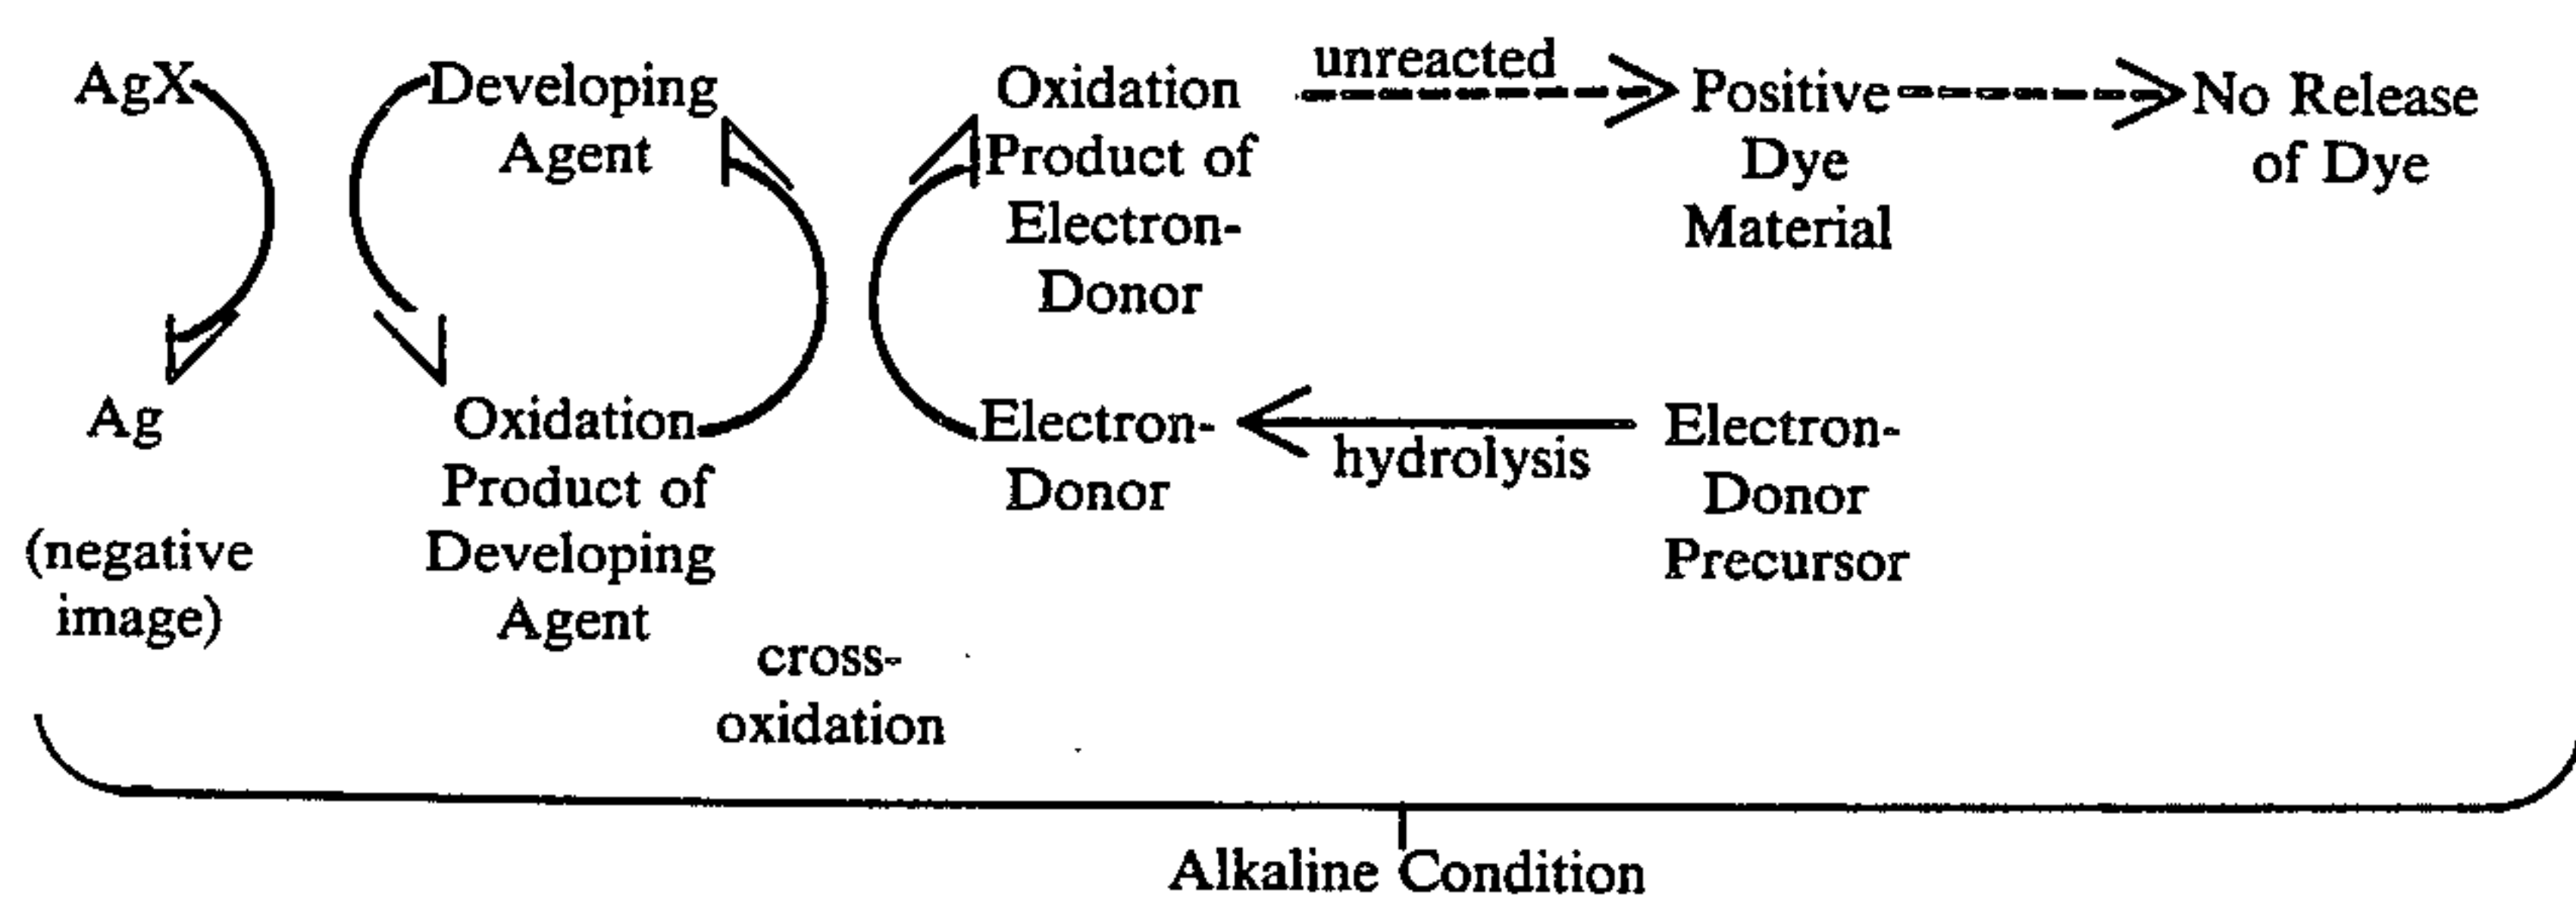 AgX
Developing
Agent
Oxidation
Product of
Electron-
Donor
unreacted
Positive
Dye
Material
No Release
of Dye
Ag
(negative
image)
Oxidation
Product of
Developing
Agent
cross-
oxidation
Electron-
Donor
hydrolysis
Electron-
Donor
Precursor
Alkaline Condition